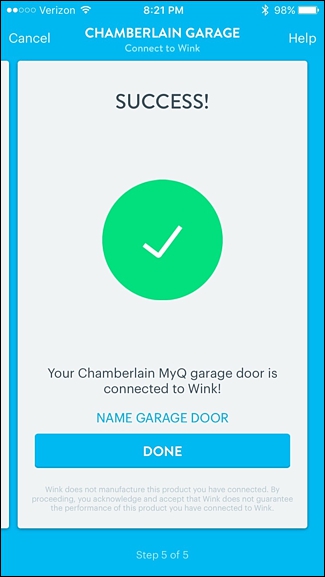 Verizon 8:21 PM 98%
Cancel CHAMBERLAIN GARAGE Help
Connect to Wink
SUCCESS!
Your Chamberlain MyQ garage door is
connected to Wink!
NAME GARAGE DOOR
DONE
Wink does not manufacture this product you have connected. By
proceeding, you acknowledge and accept that Wink does not guarantee
the performance of this product you have connected to Wink.
Step 5 of 5